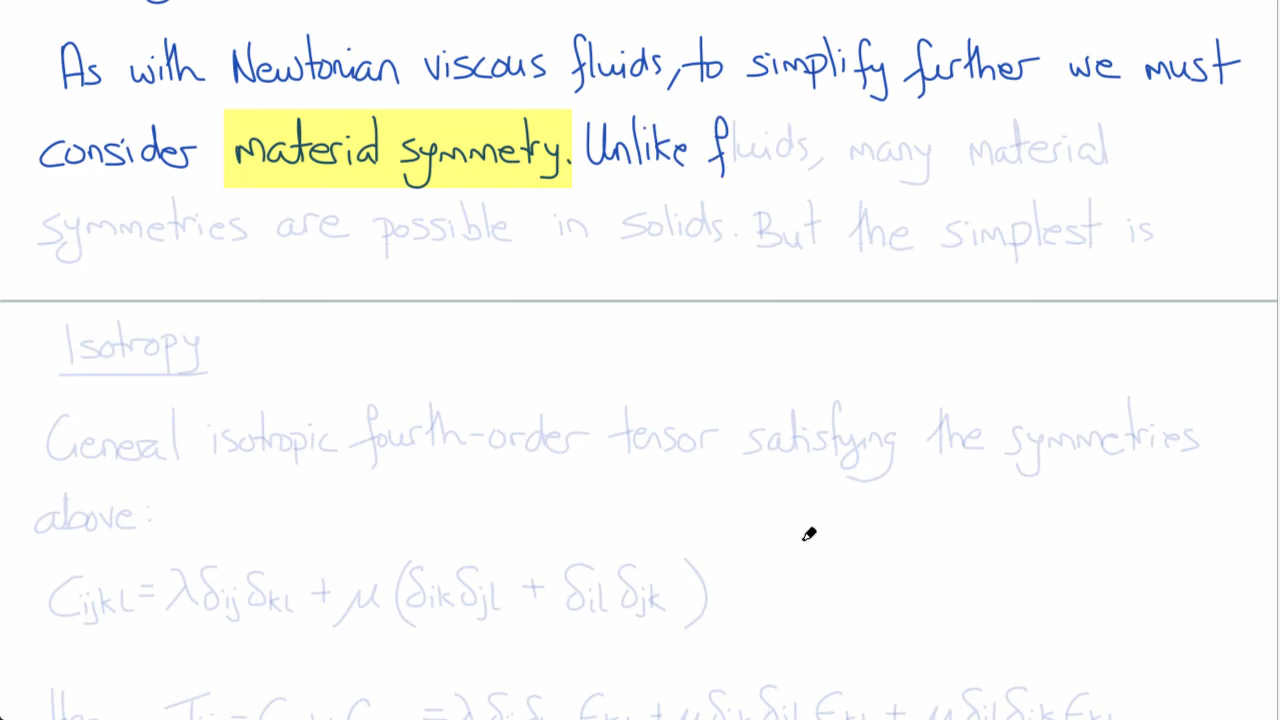 As with Newtonian viscous fluids, to simplify further we must
consider material symmetry. Unlike fluids, many material
symmetries are possible in solids. But the simplest is
Isotropy
General isotropic fourth-order tensor satisfying the symmetries
above:
Cijkl = λδijδkl + μ(δikδjl + δilδjk)